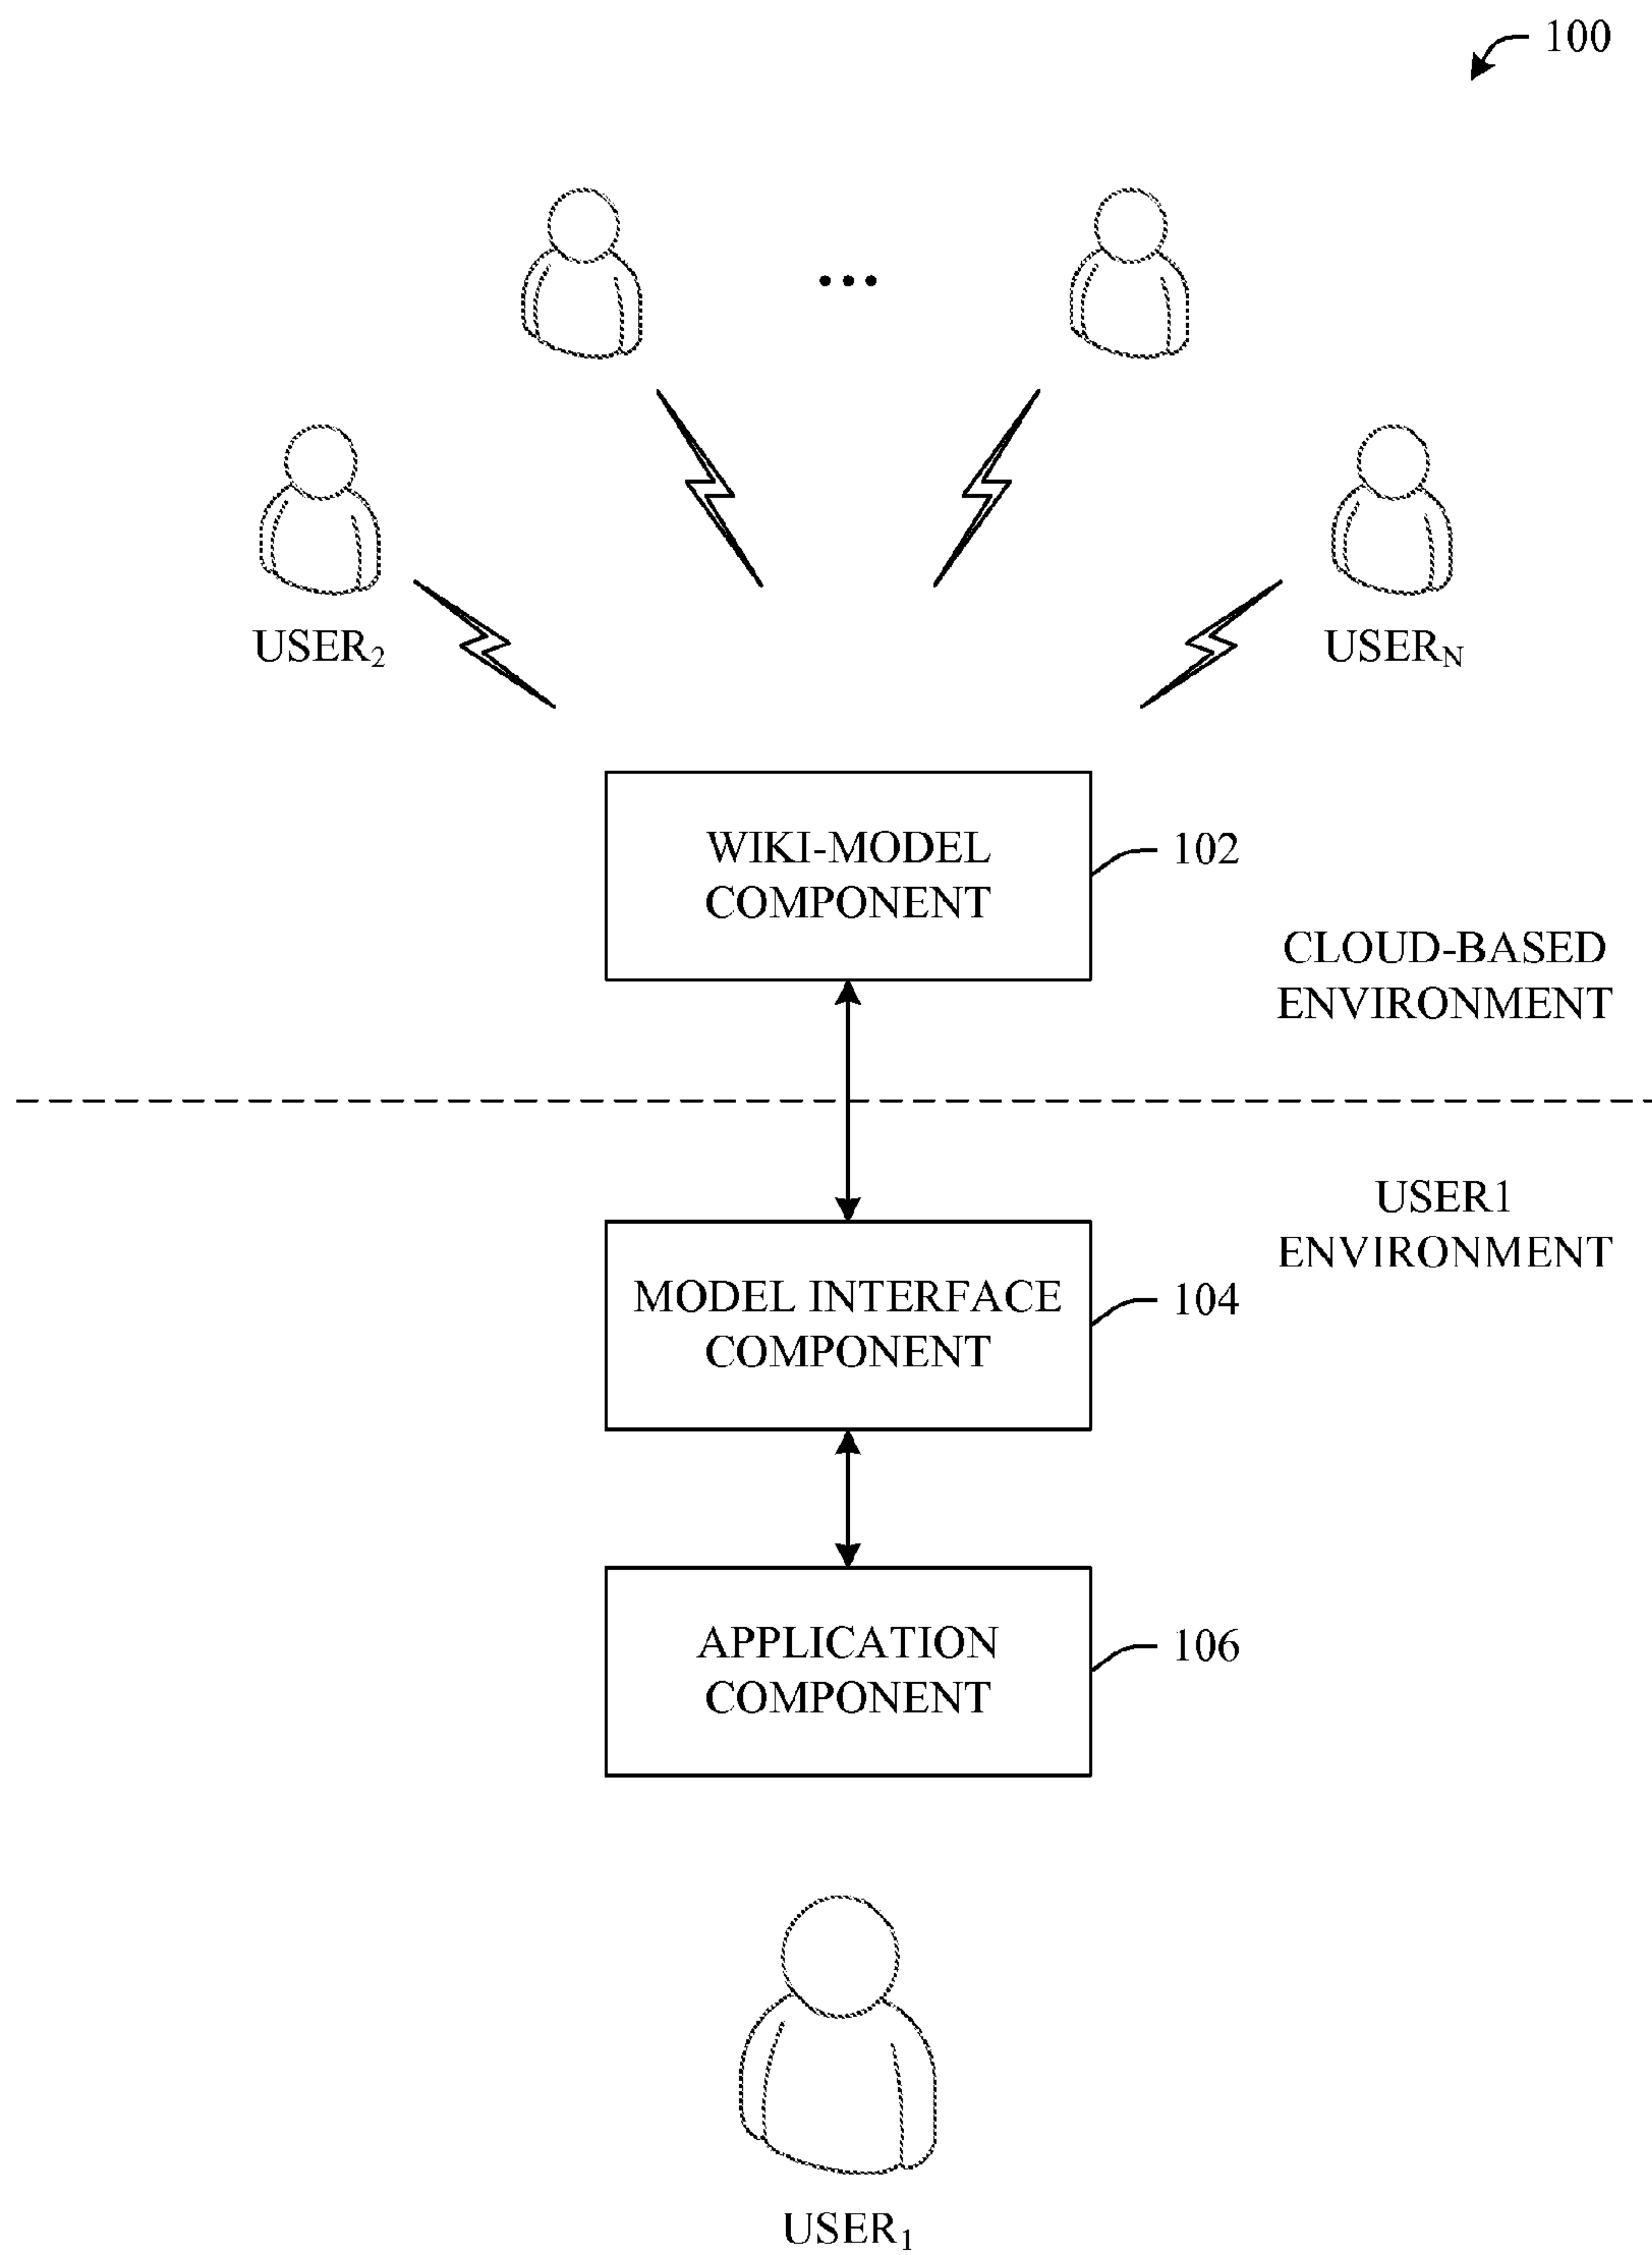 100
...
USER2
USERN
WIKI-MODEL
COMPONENT
102
CLOUD-BASED
ENVIRONMENT
USER1
ENVIRONMENT
MODEL INTERFACE
COMPONENT
104
APPLICATION
COMPONENT
106
USER1